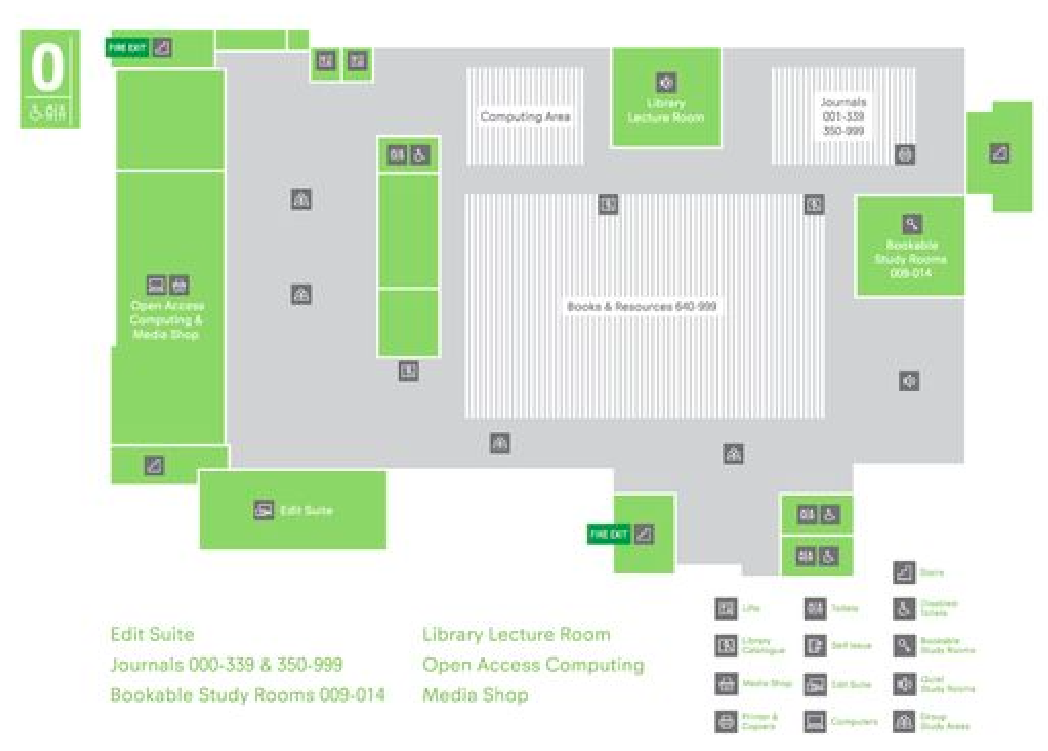 0
FIRE EXIT
Computing Area
Library
Lecture Room
Journals
001-339
350-999
Bookable
Study Rooms
009-014
Open Access
Computing &
Media Shop
Books & Resources 640-999
Edit Suite
FIRE EXIT
Stairs
Lifts
Toilets
Disabled
Toilets
Library
Catalogue
Self Issue
Bookable
Study Rooms
Media Shop
Edit Suite
Quiet
Study Rooms
Printer &
Copiers
Computers
Group
Study Areas
Edit Suite
Journals 000-339 & 350-999
Bookable Study Rooms 009-014
Library Lecture Room
Open Access Computing
Media Shop